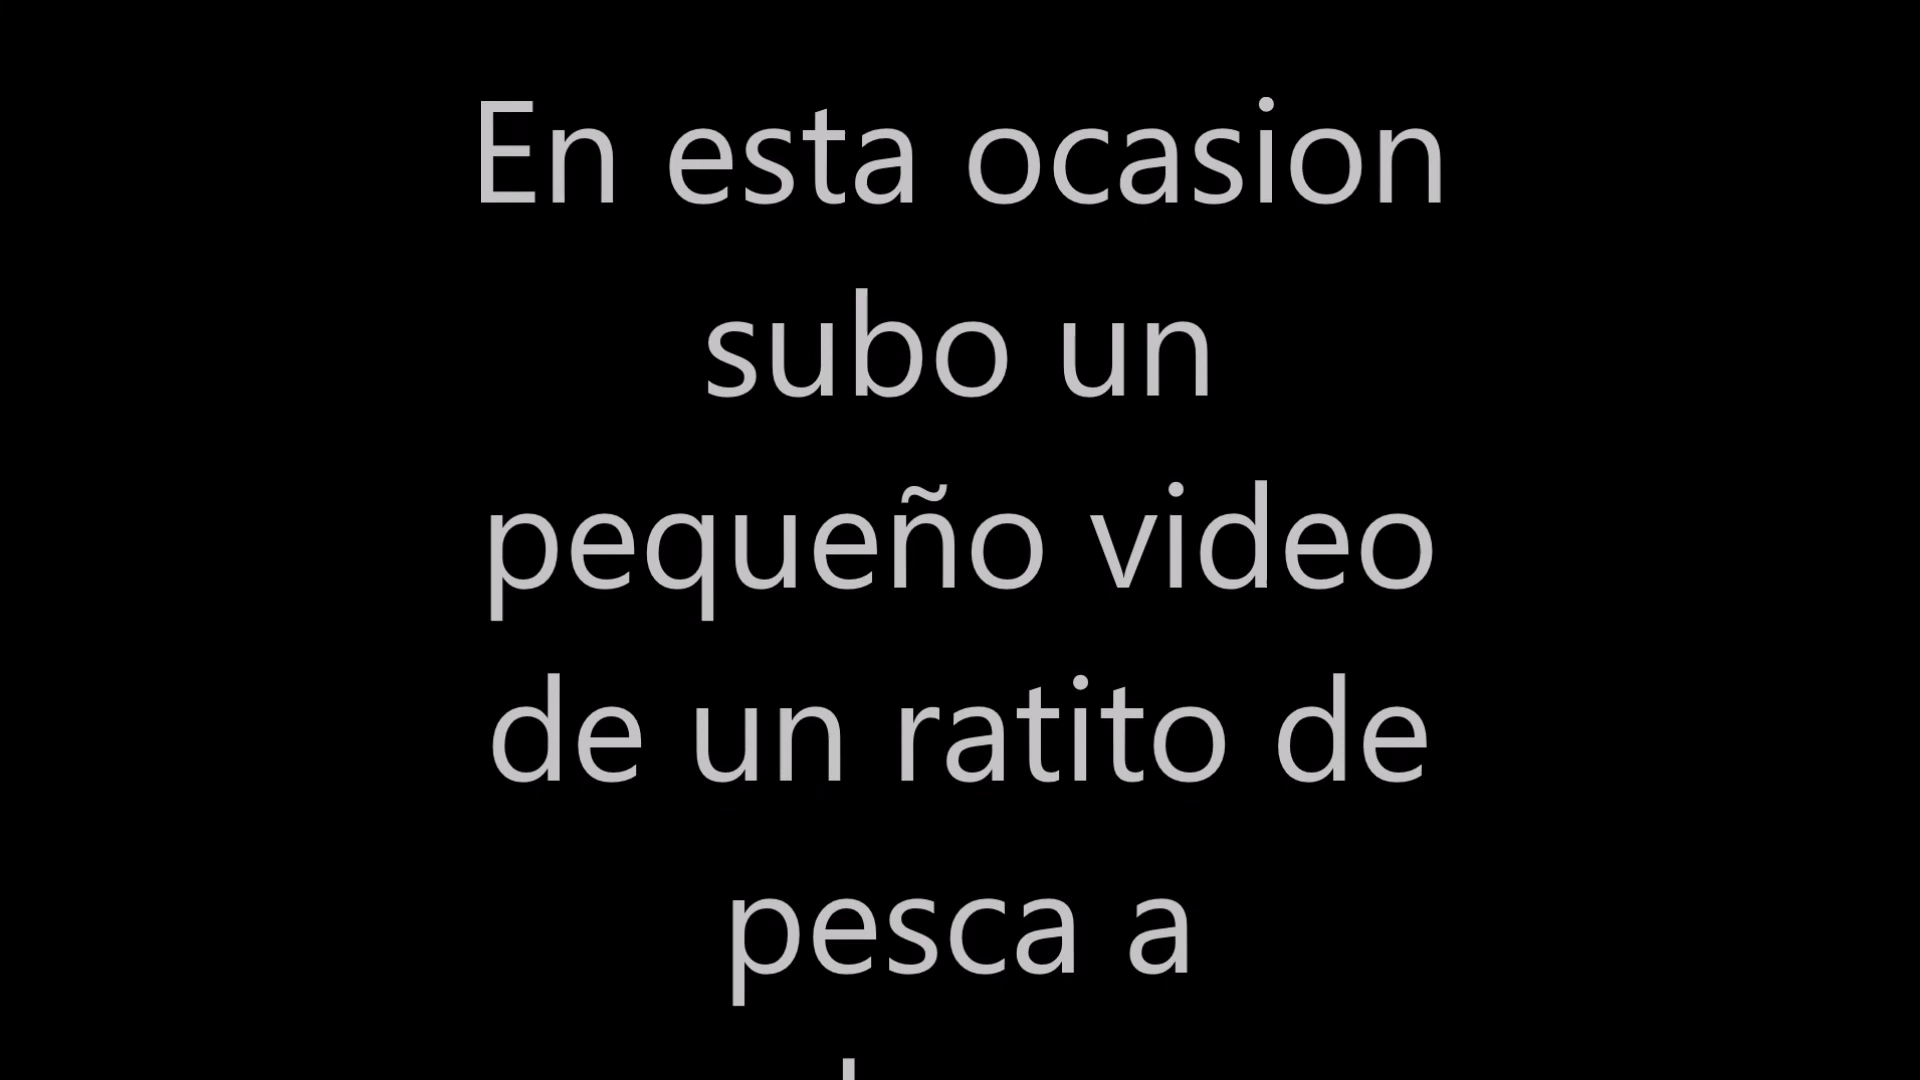 En esta ocasion
subo un
pequeño video
de un ratito de
pesca a